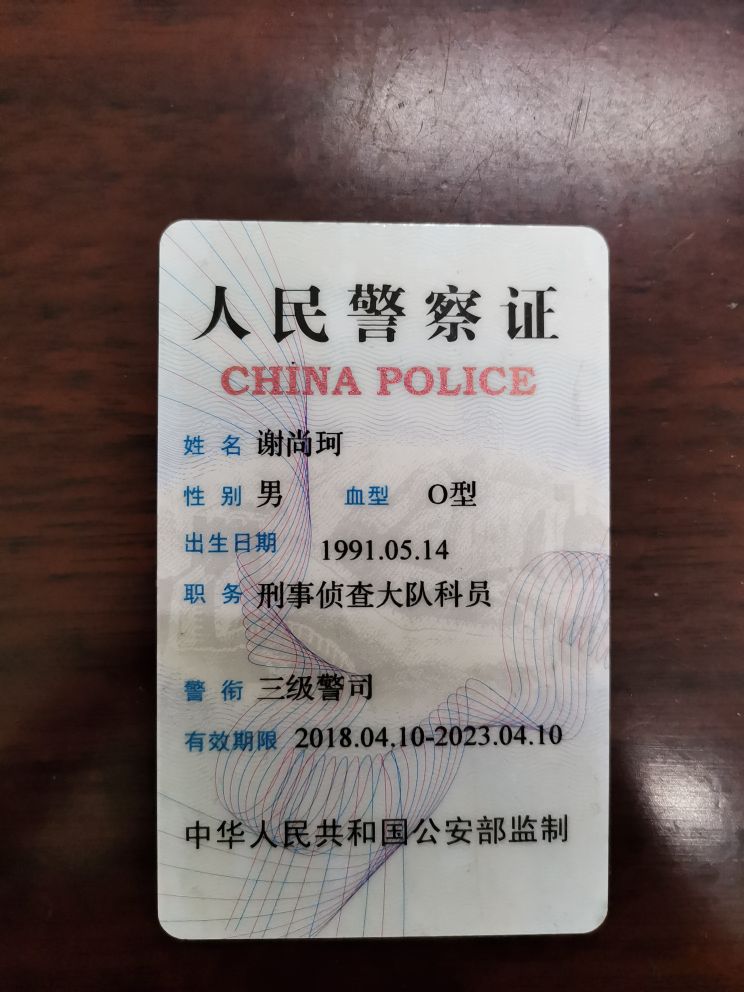 人民警察证
CHINA POLICE
姓名 谢尚珂
性别 男 血型 O型
出生日期 1991.05.14
职务 刑事侦查大队科员
警衔 三级警司
有效期限 2018.04.10-2023.04.10
中华人民共和国公安部监制